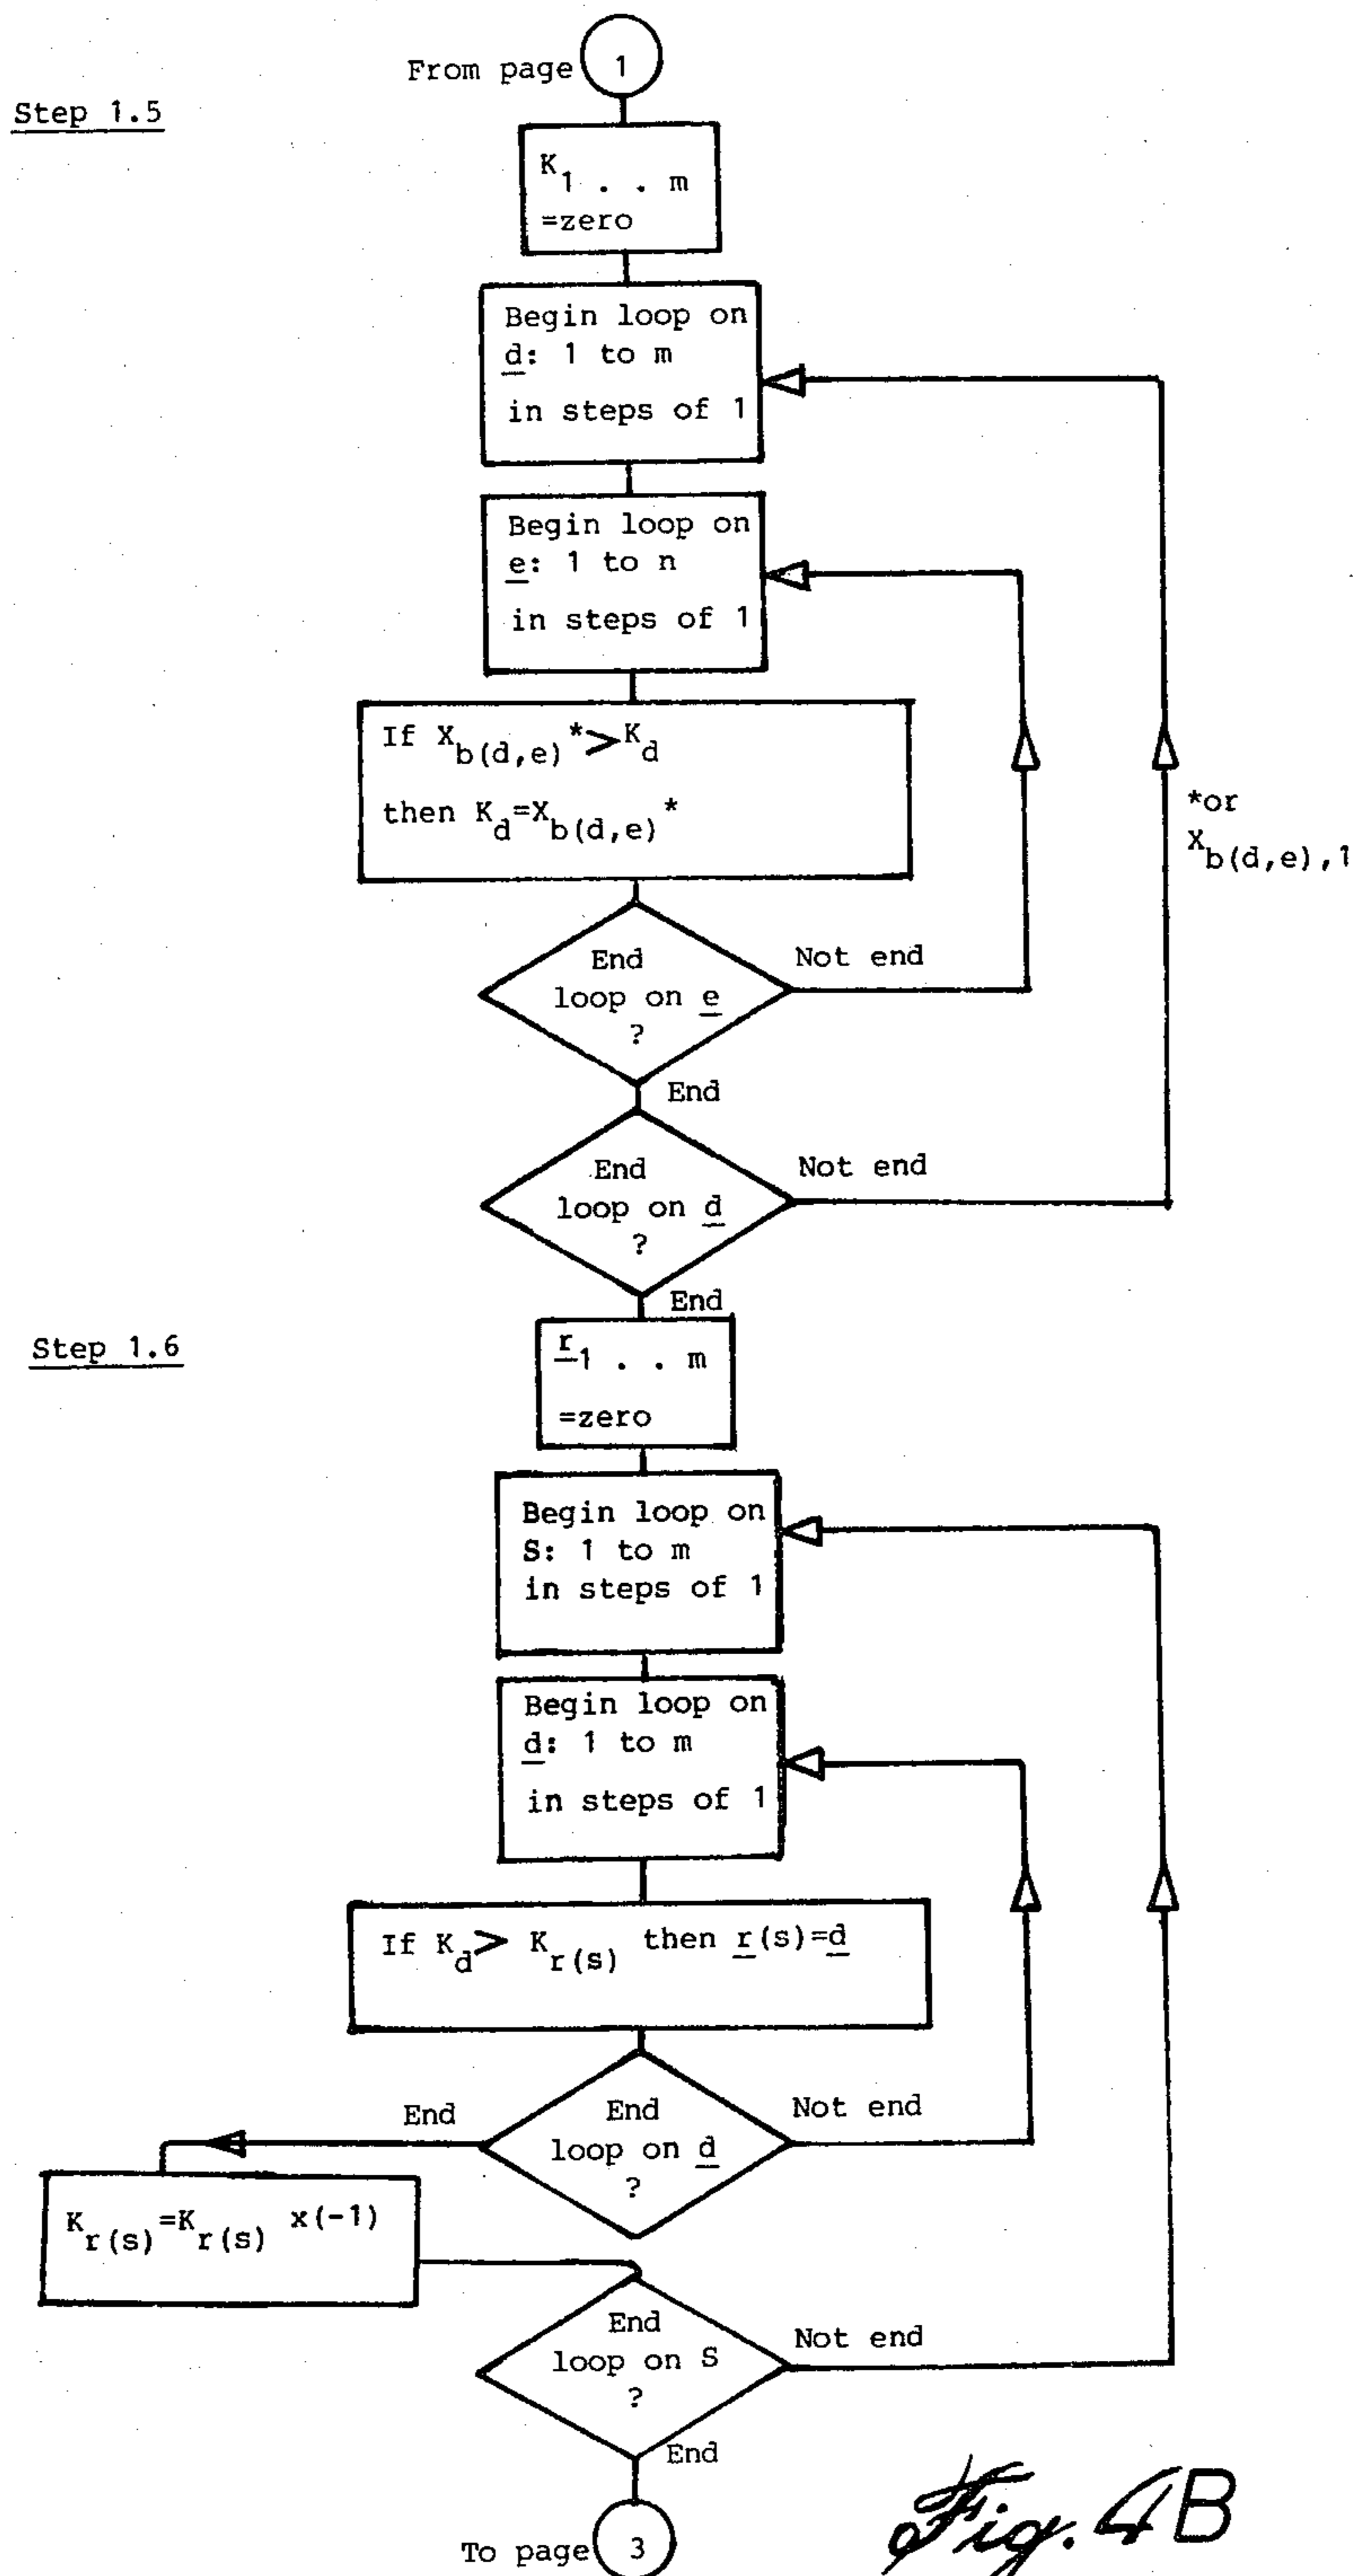 From page 1
Step 1.5
K1 . . m
=zero
Begin loop on
d: 1 to m
in steps of 1
Begin loop on
e: 1 to n
in steps of 1
If Xb(d,e)*>Kd
then Kd=Xb(d,e)*
*or
Xb(d,e),1
End
loop on e
?
Not end
End
End
loop on d
?
Not end
End
Step 1.6
r1 . . m
=zero
Begin loop on
S: 1 to m
in steps of 1
Begin loop on
d: 1 to m
in steps of 1
If Kd> Kr(s) then r(s)=d
End
End
loop on d
?
Not end
Kr(s)=Kr(s) x(-1)
End
loop on S
?
Not end
End
To page 3
Fig. 4B